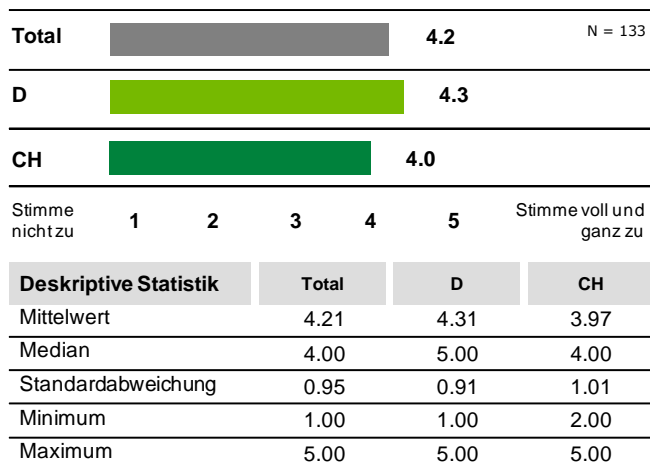 Total 4.2 N = 133
D 4.3
CH 4.0
Stimme nicht zu 1 2 3 4 5 Stimme voll und ganz zu
Deskriptive Statistik Total D CH
Mittelwert 4.21 4.31 3.97
Median 4.00 5.00 4.00
Standardabweichung 0.95 0.91 1.01
Minimum 1.00 1.00 2.00
Maximum 5.00 5.00 5.00